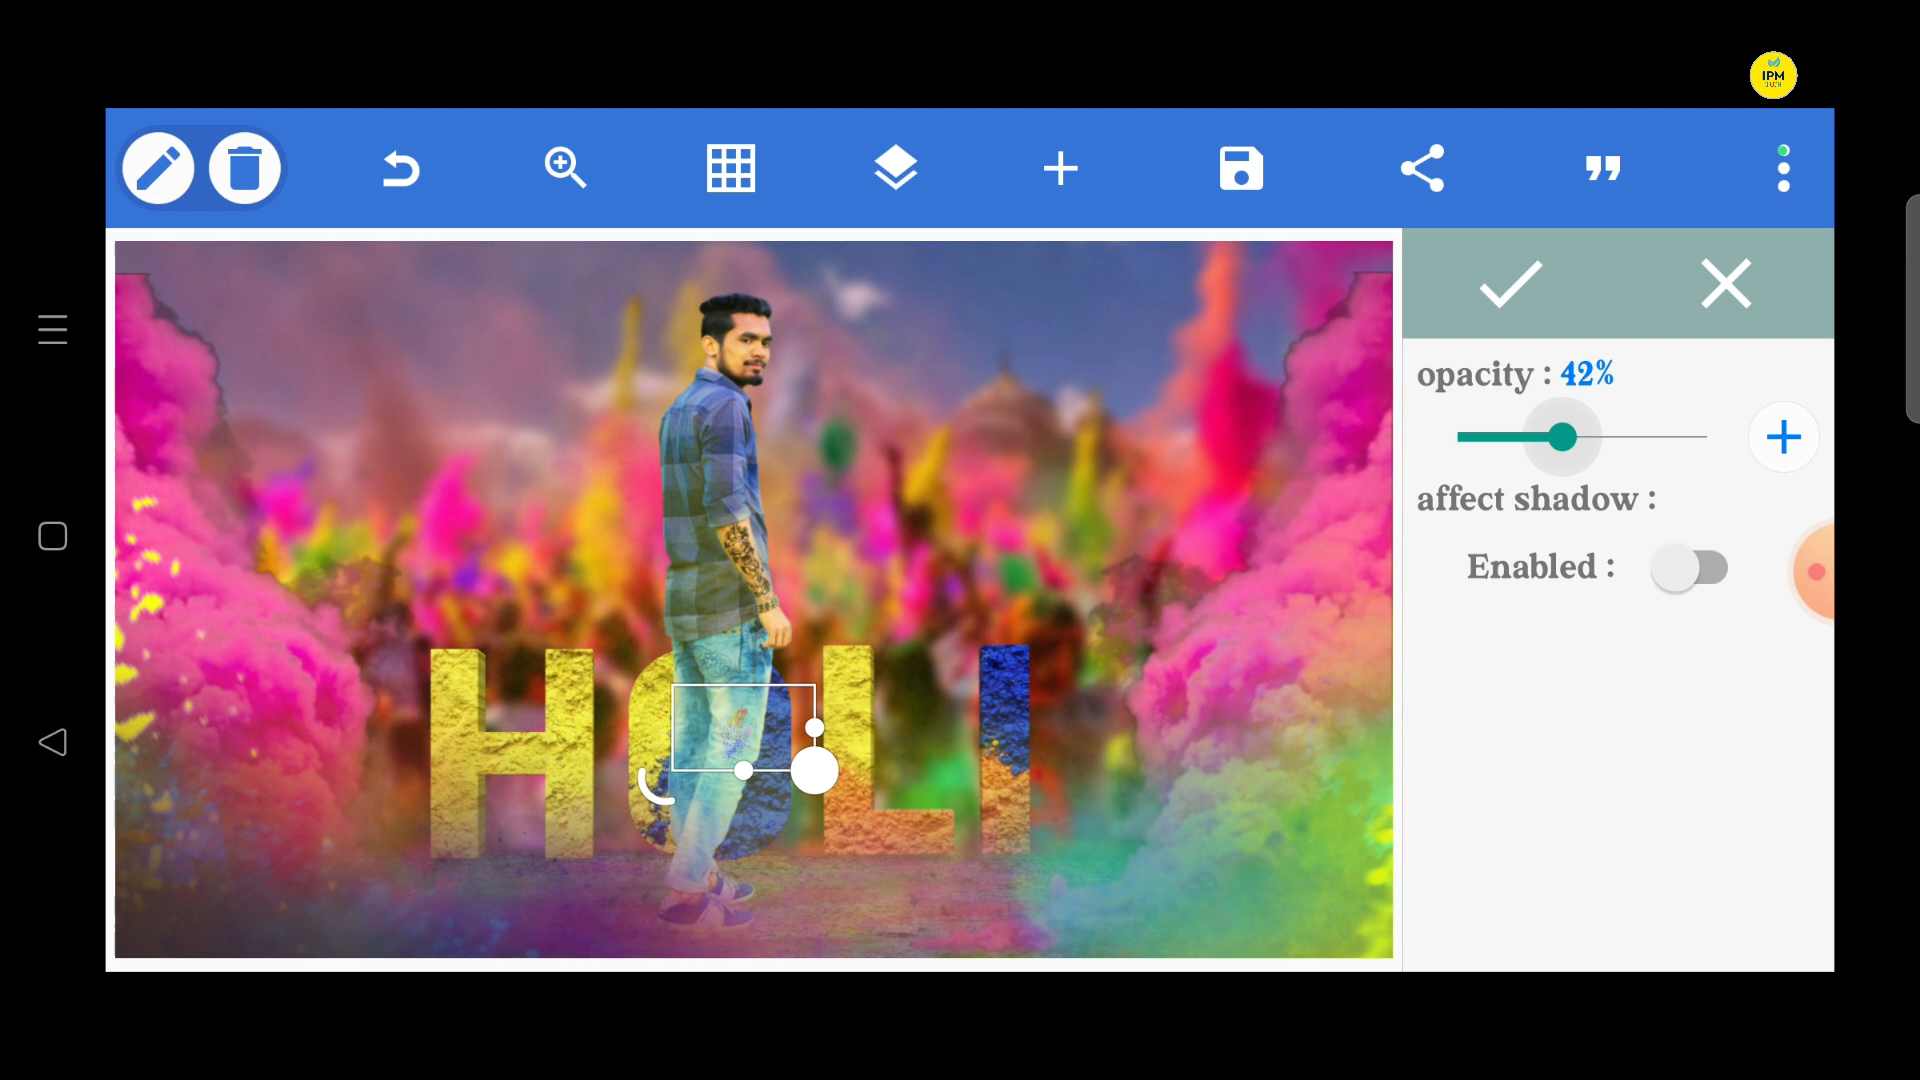 IPM
opacity : 42%
affect shadow :
Enabled :
HOLI